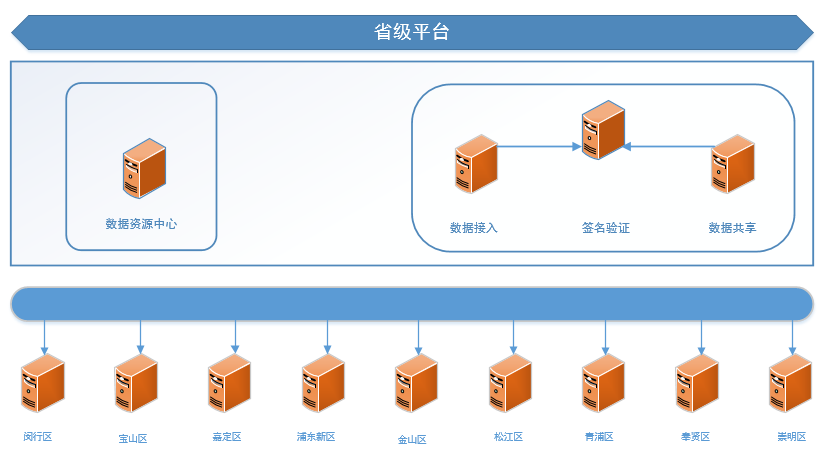 省级平台
数据资源中心
数据接入
签名验证
数据共享
闵行区
宝山区
嘉定区
浦东新区
金山区
松江区
青浦区
奉贤区
崇明区